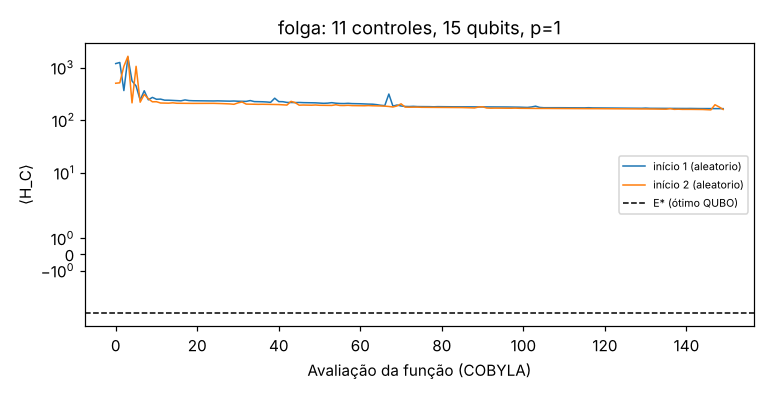 folga: 11 controles, 15 qubits, p=1
10³
10²
10¹
10⁰
0
−10⁰
⟨H_C⟩
início 1 (aleatorio)
início 2 (aleatorio)
E* (ótimo QUBO)
0 20 40 60 80 100 120 140
Avaliação da função (COBYLA)